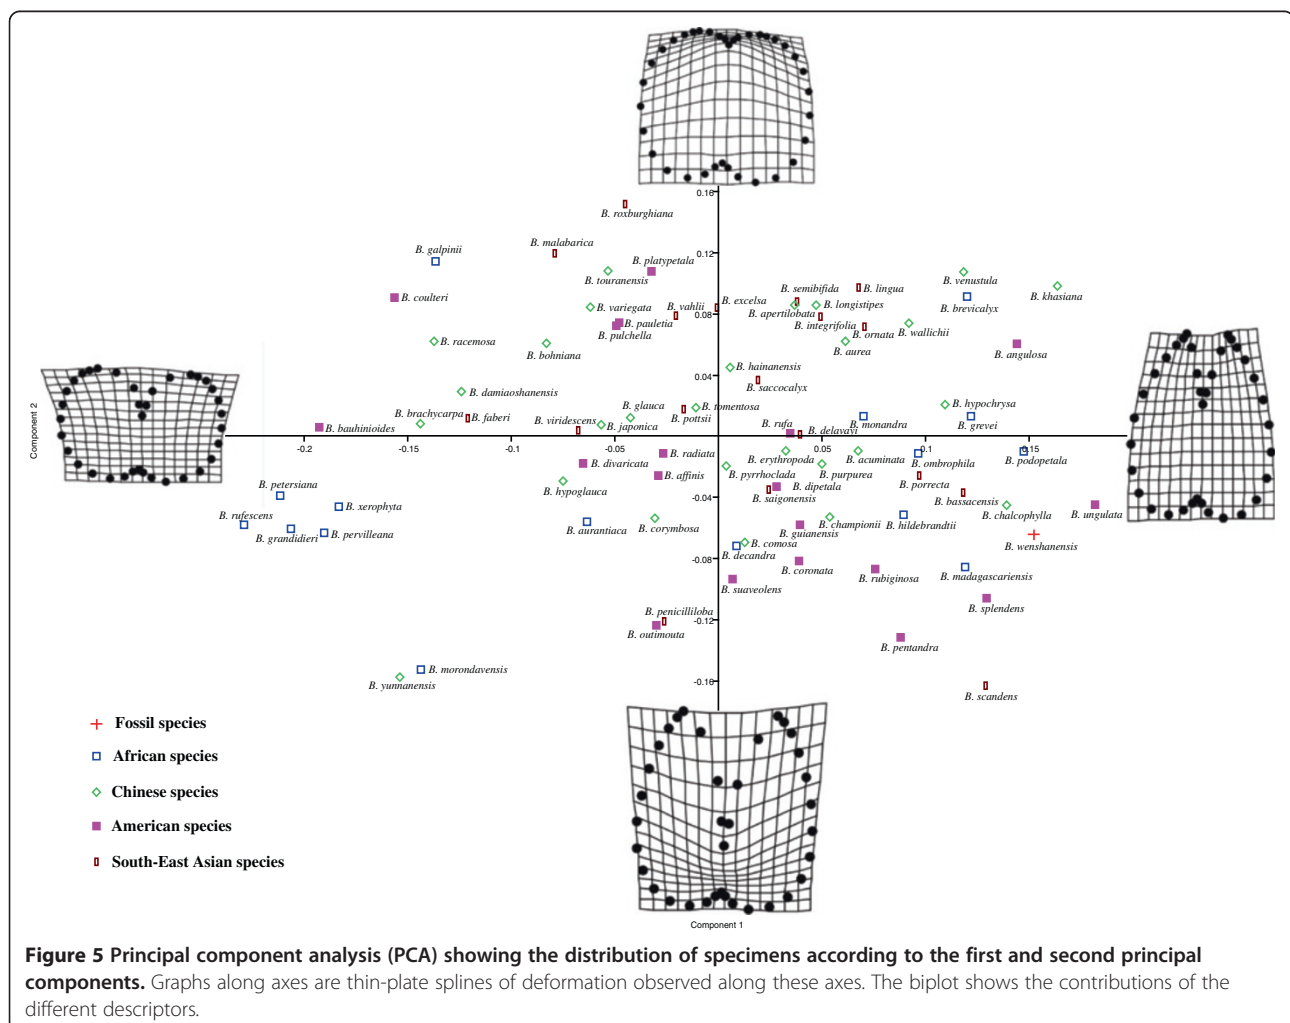 0.16
B. roxburghiana
B. malabarica
B. galpinii
0.12
B. platypetala
B. touranensis
B. venustula
B. coulteri
B. semibifida
B. lingua
B. khasiana
B. excelsa
B. brevicalyx
B. variegata
B. vahlii
B. apertilobata
B. longistipes
0.08
B. pauletia
B. integrifolia
B. pulchella
B. ornata
B. wallichii
B. racemosa
B. bohniana
B. aurea
B. angulosa
B. hainanensis
0.04
B. saccocalyx
B. damiaoshanensis
B. brachycarpa
B. faberi
B. glauca
B. tomentosa
B. hypochrysa
B. viridescens
B. japonica
B. pottsii
B. rufa
B. delavayi
B. monandra
B. grevei
B. bauhinioides
-0.2
-0.15
-0.1
-0.05
0.05
0.1
0.15
Component 2
B. divaricata
B. radiata
B. erythropoda
B. acuminata
B. ombrophila
B. podopetala
B. affinis
B. pyrrhoclada
B. purpurea
B. petersiana
B. hypoglauca
-0.04
B. dipetala
B. porrecta
B. saigonensis
B. bassacensis
B. xerophyta
B. rufescens
B. aurantiaca
B. corymbosa
B. championii
B. hildebrandtii
B. chalcophylla
B. ungulata
B. grandidieri
B. pervilleana
B. guianensis
B. comosa
B. decandra
B. wenshanensis
-0.08
B. coronata
B. rubiginosa
B. madagascariensis
B. suaveolens
B. splendens
B. penicilliloba
-0.12
B. outimouta
B. pentandra
B. morondavensis
B. yunnanensis
-0.16
B. scandens
Fossil species
African species
Chinese species
American species
South-East Asian species
Component 1
Figure 5 Principal component analysis (PCA) showing the distribution of specimens according to the first and second principal
components. Graphs along axes are thin-plate splines of deformation observed along these axes. The biplot shows the contributions of the
different descriptors.